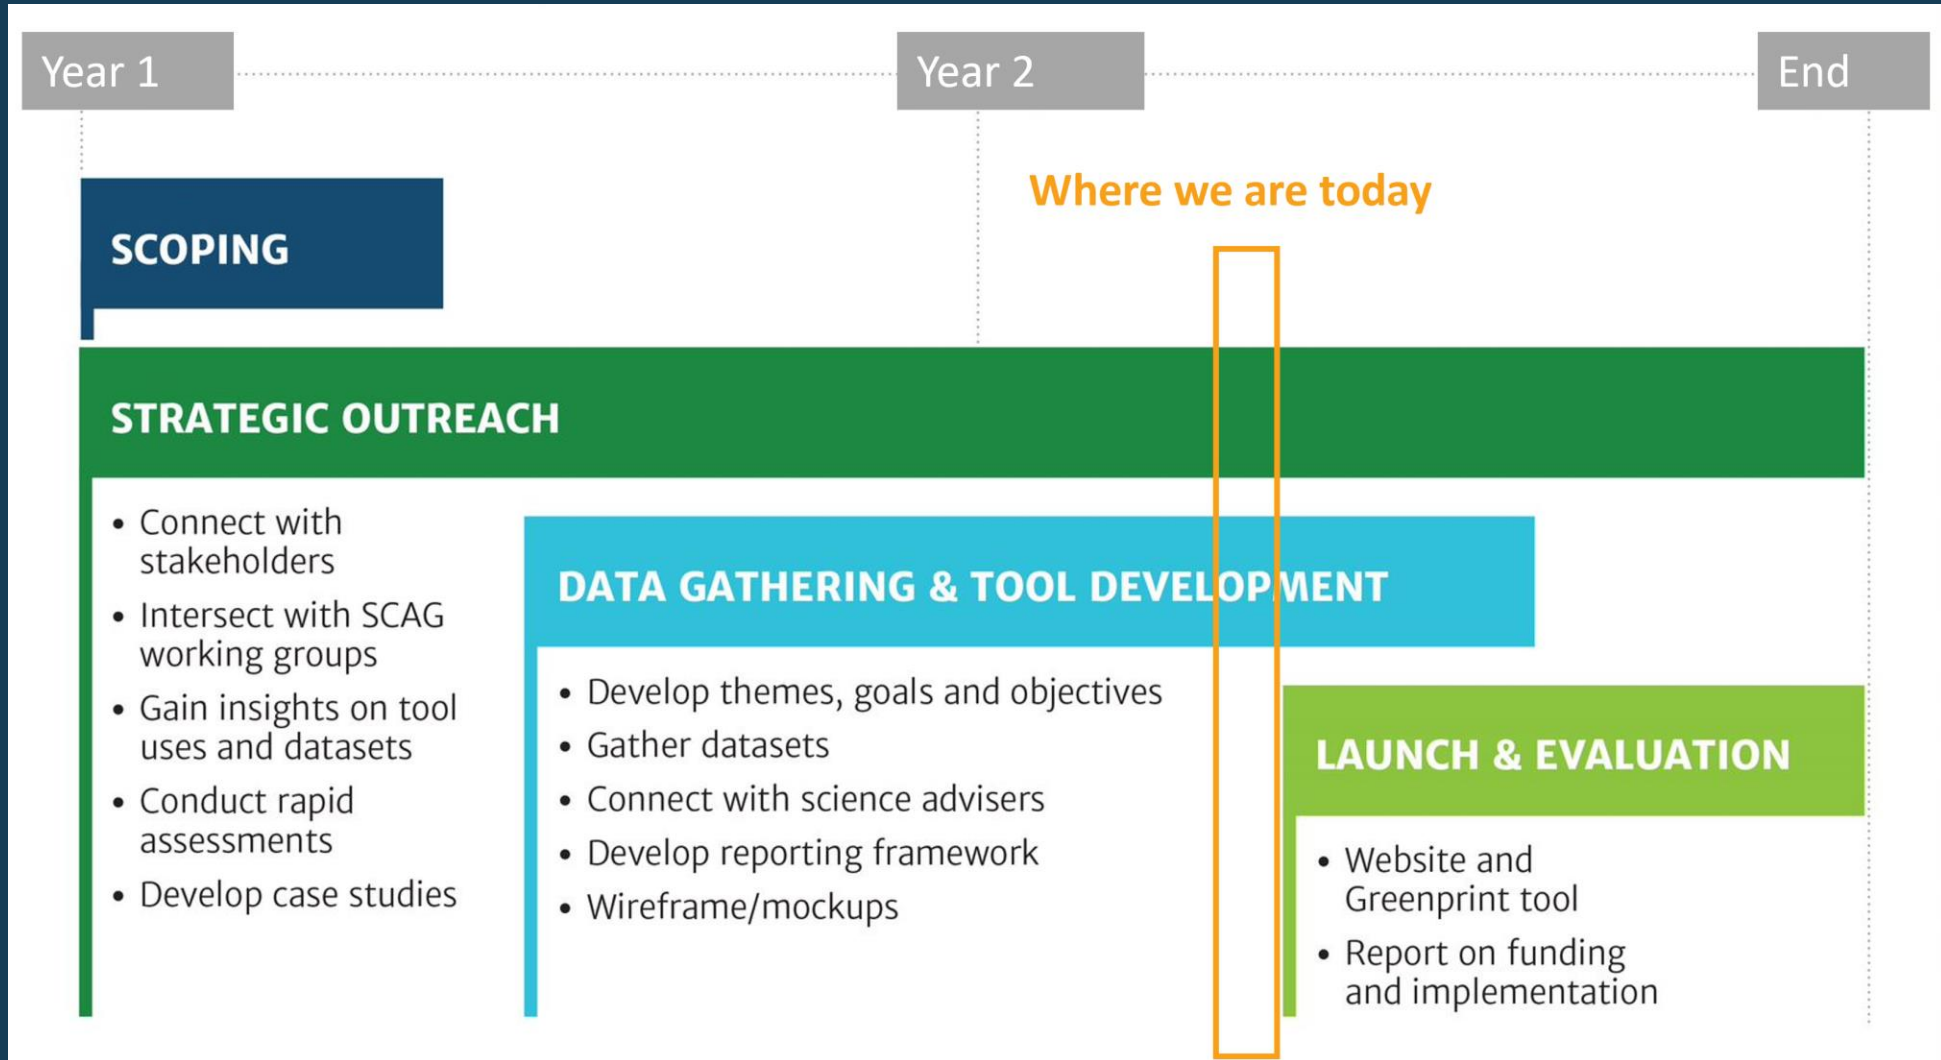 Year 1
Year 2
End
Where we are today
SCOPING
STRATEGIC OUTREACH
• Connect with
stakeholders
• Intersect with SCAG
working groups
• Gain insights on tool
uses and datasets
• Conduct rapid
assessments
• Develop case studies
DATA GATHERING & TOOL DEVELOPMENT
• Develop themes, goals and objectives
• Gather datasets
• Connect with science advisers
• Develop reporting framework
• Wireframe/mockups
LAUNCH & EVALUATION
• Website and
Greenprint tool
• Report on funding
and implementation